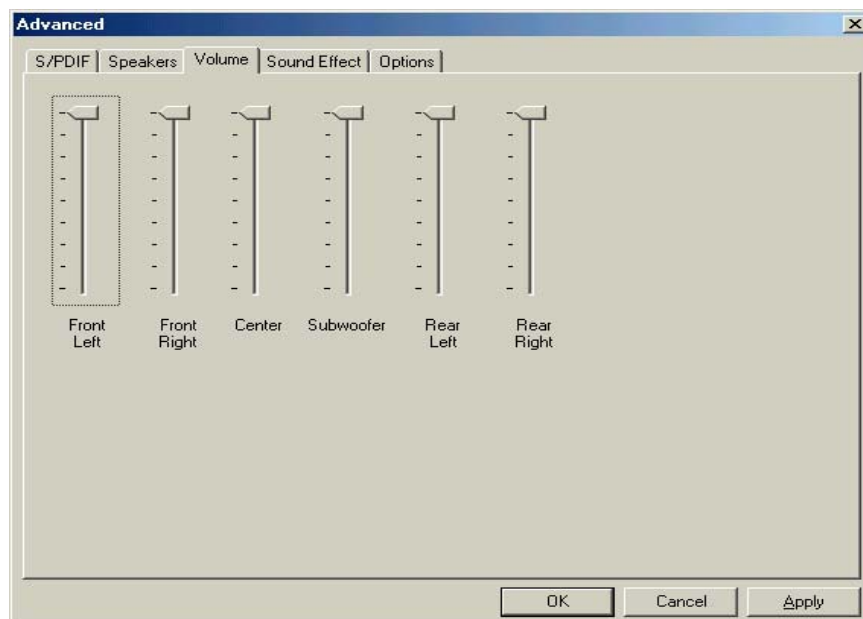 Advanced
S/PDIF Speakers Volume Sound Effect Options
Front Left
Front Right
Center
Subwoofer
Rear Left
Rear Right
OK Cancel Apply